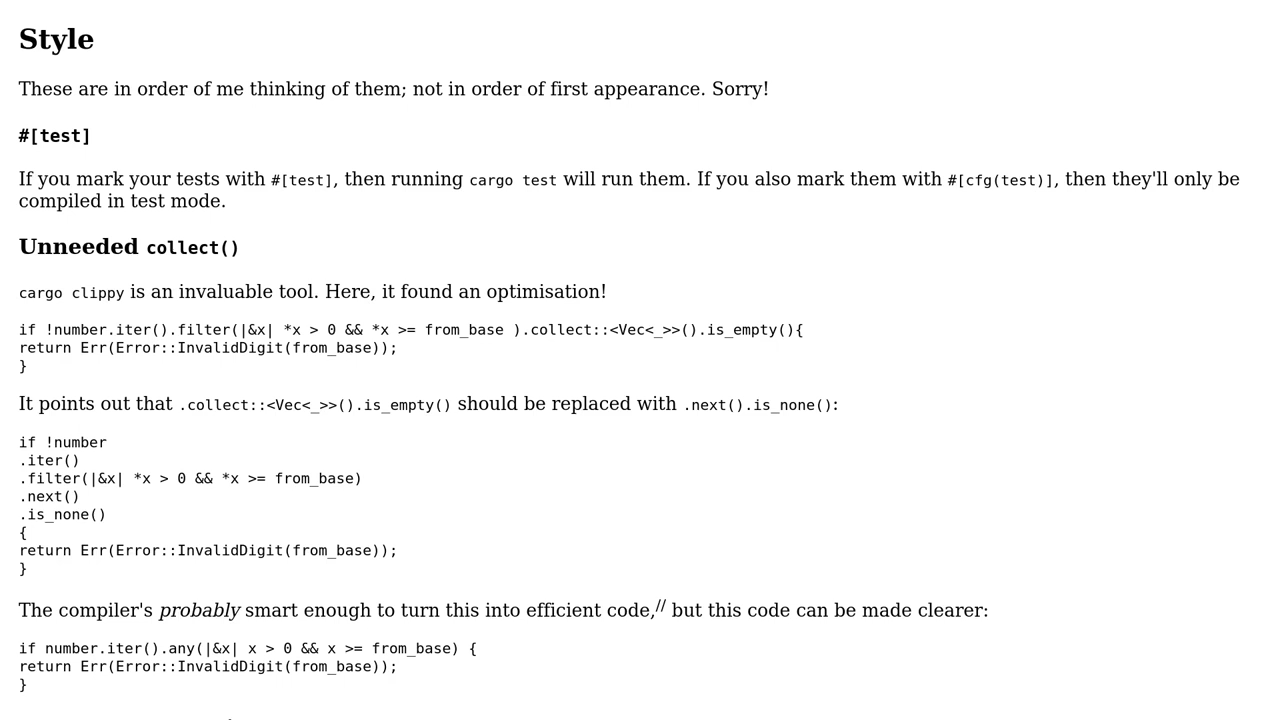 Style
These are in order of me thinking of them; not in order of first appearance. Sorry!
#[test]
If you mark your tests with #[test], then running cargo test will run them. If you also mark them with #[cfg(test)], then they'll only be
compiled in test mode.
Unneeded collect()
cargo clippy is an invaluable tool. Here, it found an optimisation!
if !number.iter().filter(|&x| *x > 0 && *x >= from_base ).collect::<Vec<_>>().is_empty(){
return Err(Error::InvalidDigit(from_base));
}
It points out that .collect::<Vec<_>>().is_empty() should be replaced with .next().is_none():
if !number
.iter()
.filter(|&x| *x > 0 && *x >= from_base)
.next()
.is_none()
{
return Err(Error::InvalidDigit(from_base));
}
The compiler's probably smart enough to turn this into efficient code,// but this code can be made clearer:
if number.iter().any(|&x| x > 0 && x >= from_base) {
return Err(Error::InvalidDigit(from_base));
}